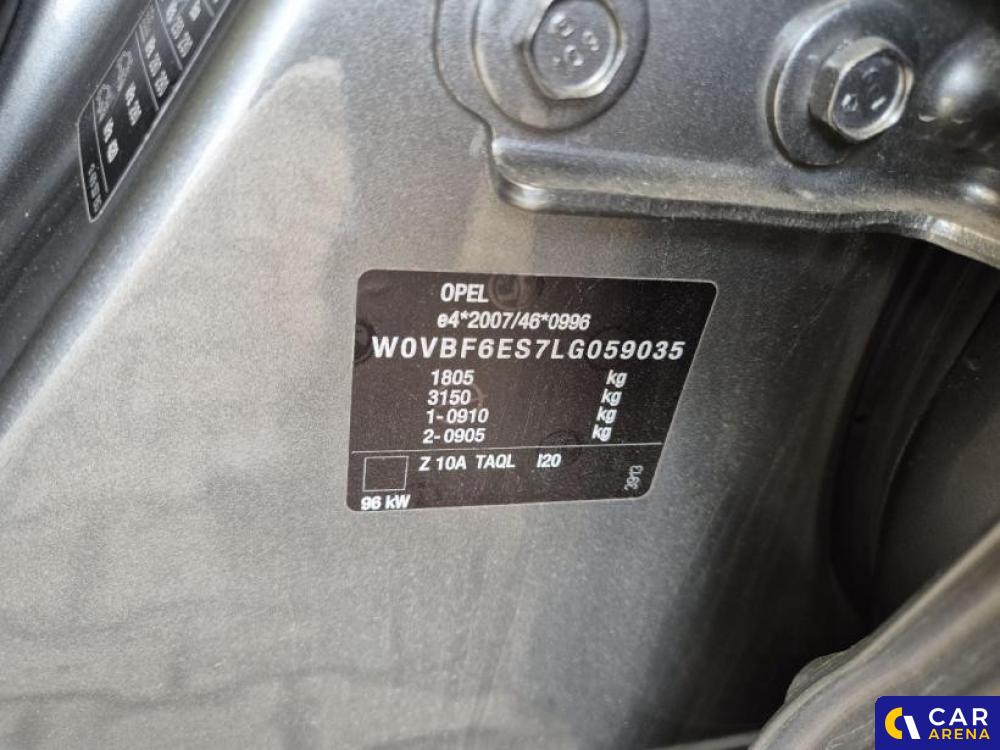 OPEL
e4*2007/46*0996
W0VBF6ES7LG059035
1805 kg
3150 kg
1-0910 kg
2-0905 kg
Z 10A TAQL I20
3913
96 kW
CAR
ARENA